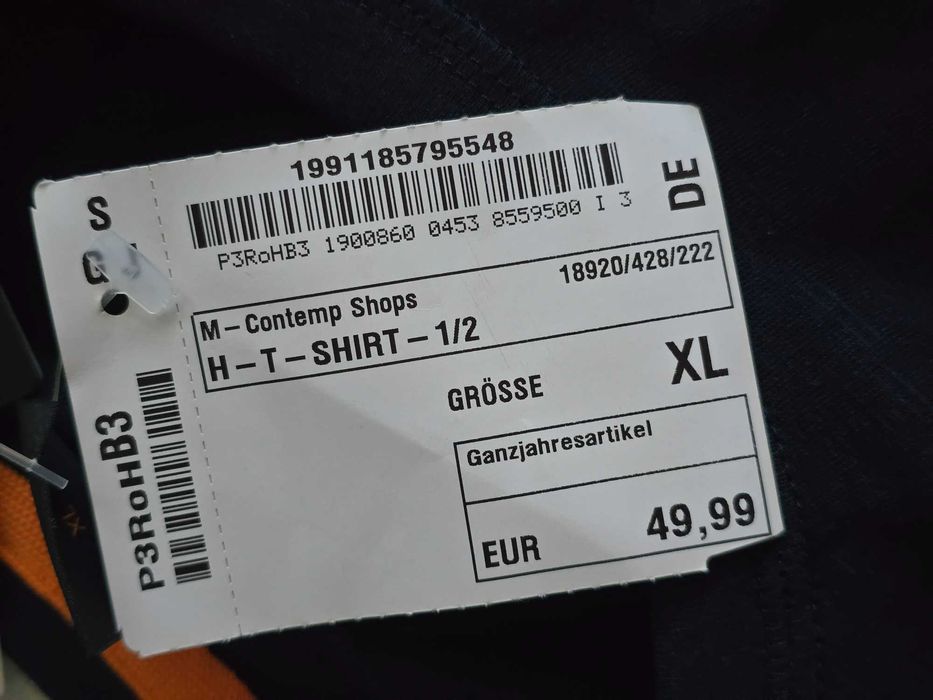 1991185795548
P3RoHB3 1900860 0453 8559500 I 3
DE
S
G
P3RoHB3
18920/428/222
M – Contemp Shops
H – T – SHIRT – 1/2
GRÖSSE XL
Ganzjahresartikel
EUR 49,99
XL